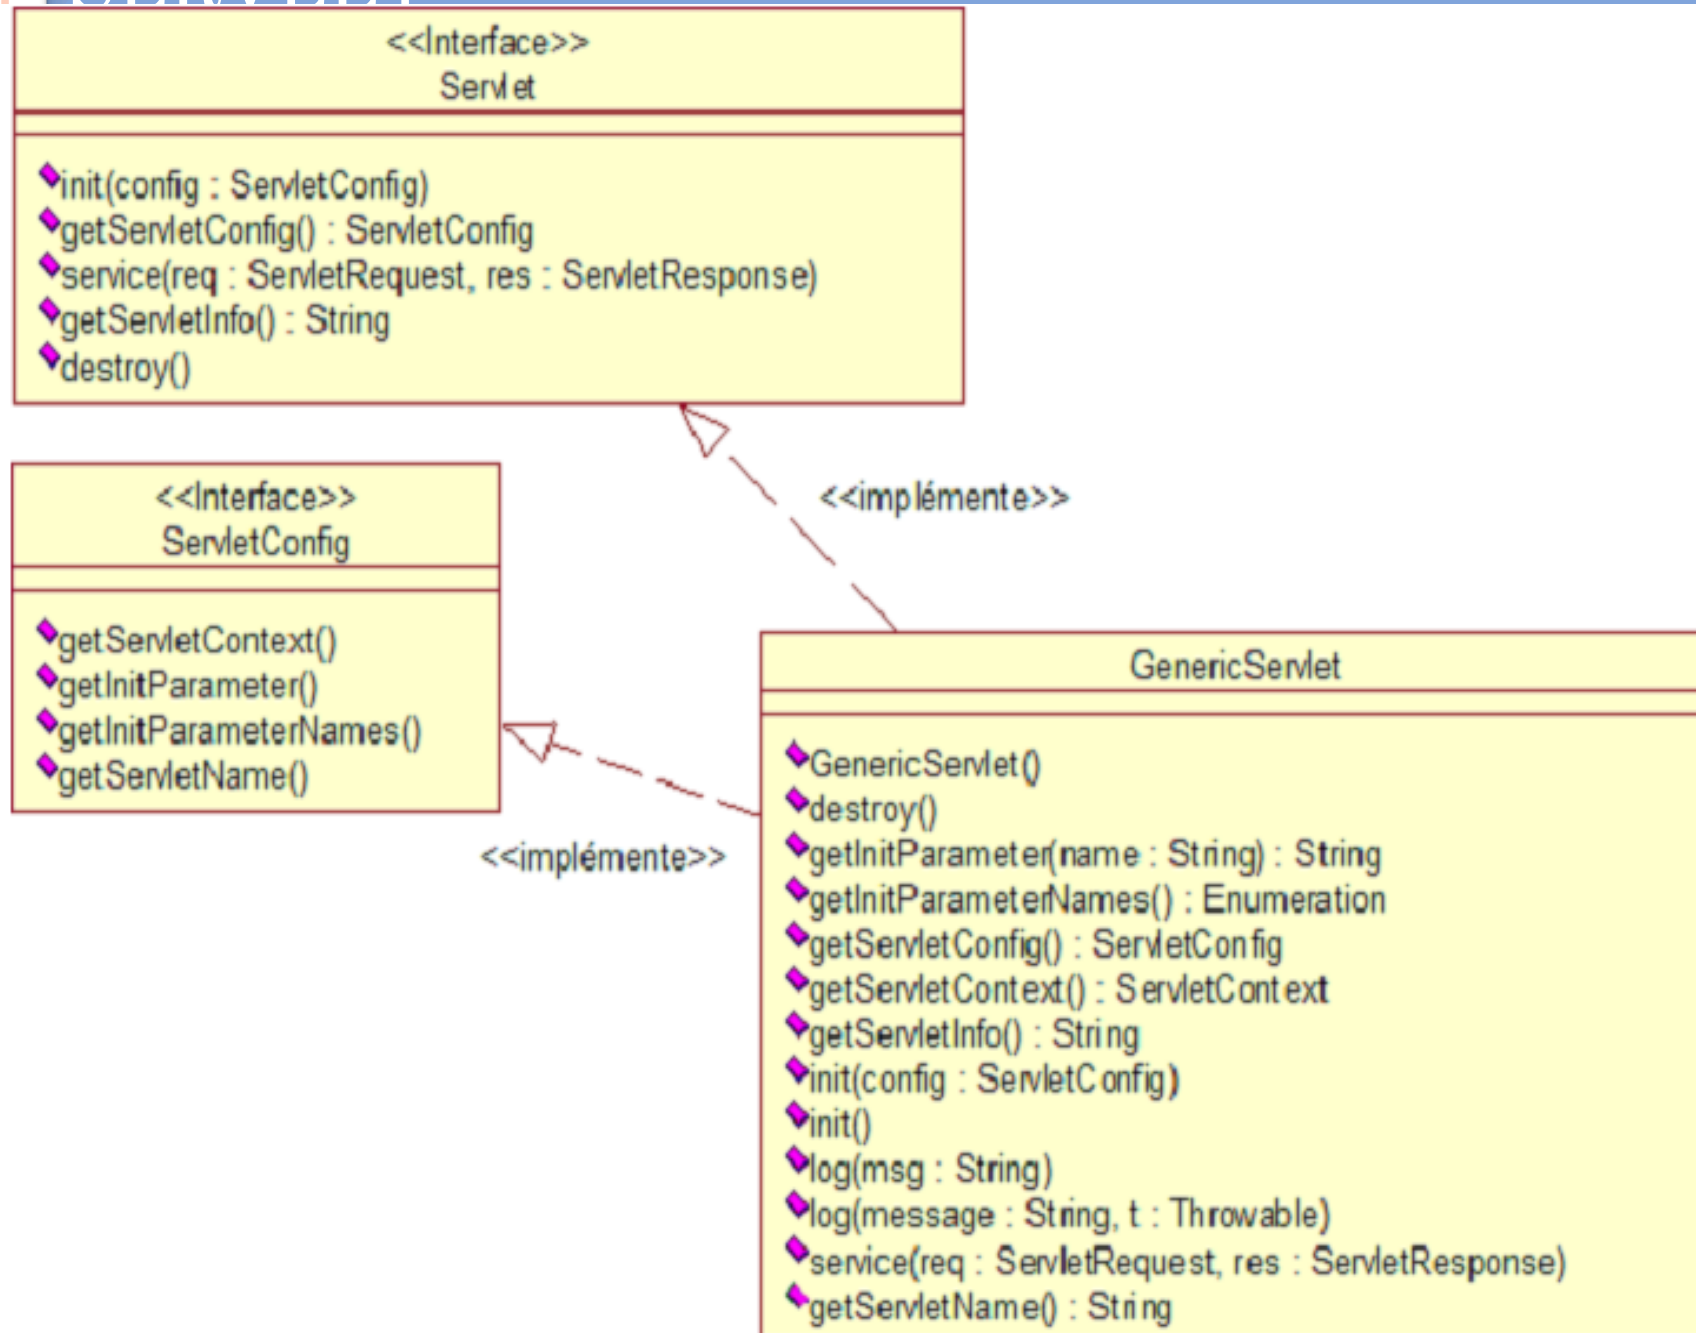 <<Interface>>
Servlet
init(config : ServletConfig)
getServletConfig() : ServletConfig
service(req : ServletRequest, res : ServletResponse)
getServletInfo() : String
destroy()
<<implémente>>
<<Interface>>
ServletConfig
getServletContext()
getInitParameter()
getInitParameterNames()
getServletName()
<<implémente>>
GenericServlet
GenericServlet()
destroy()
getInitParameter(name : String) : String
getInitParameterNames() : Enumeration
getServletConfig() : ServletConfig
getServletContext() : ServletContext
getServletInfo() : String
init(config : ServletConfig)
init()
log(msg : String)
log(message : String, t : Throwable)
service(req : ServletRequest, res : ServletResponse)
getServletName() : String